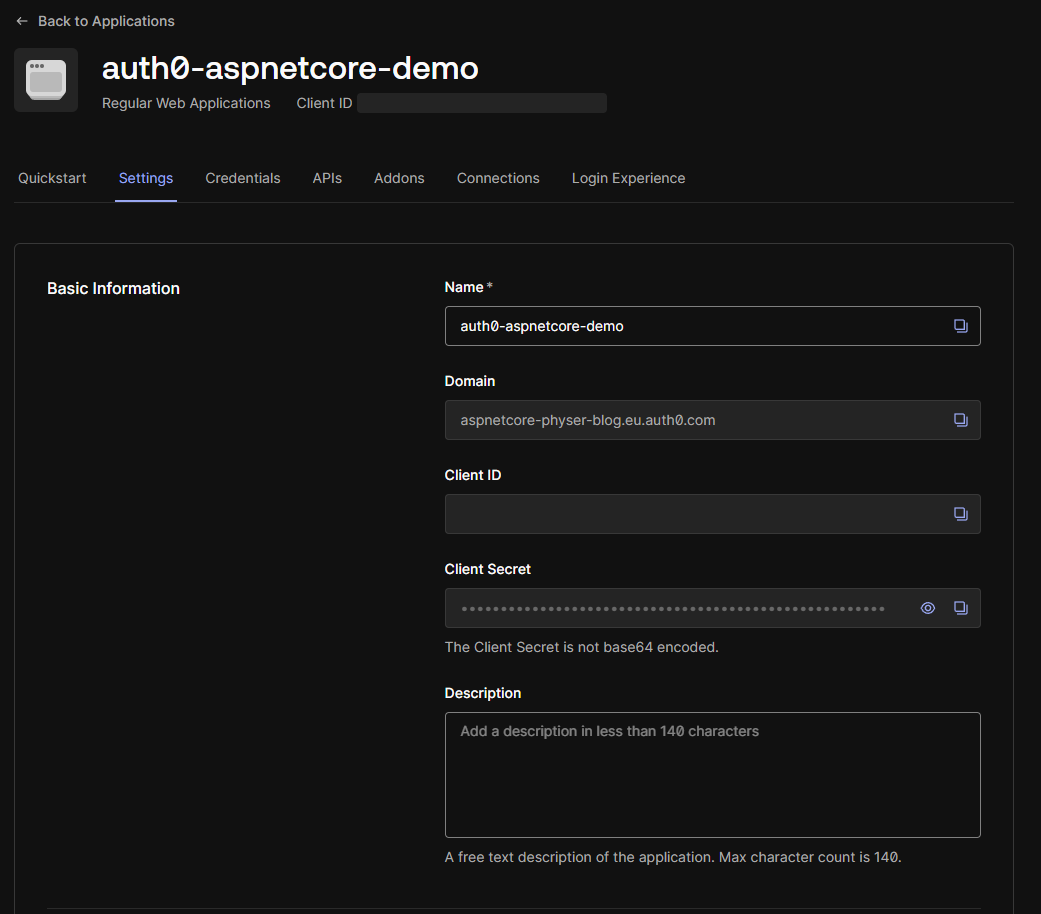 Back to Applications
auth0-aspnetcore-demo
Regular Web Applications Client ID
Quickstart Settings Credentials APIs Addons Connections Login Experience
Basic Information
Name*
auth0-aspnetcore-demo
Domain
aspnetcore-physer-blog.eu.auth0.com
Client ID
Client Secret
The Client Secret is not base64 encoded.
Description
Add a description in less than 140 characters
A free text description of the application. Max character count is 140.